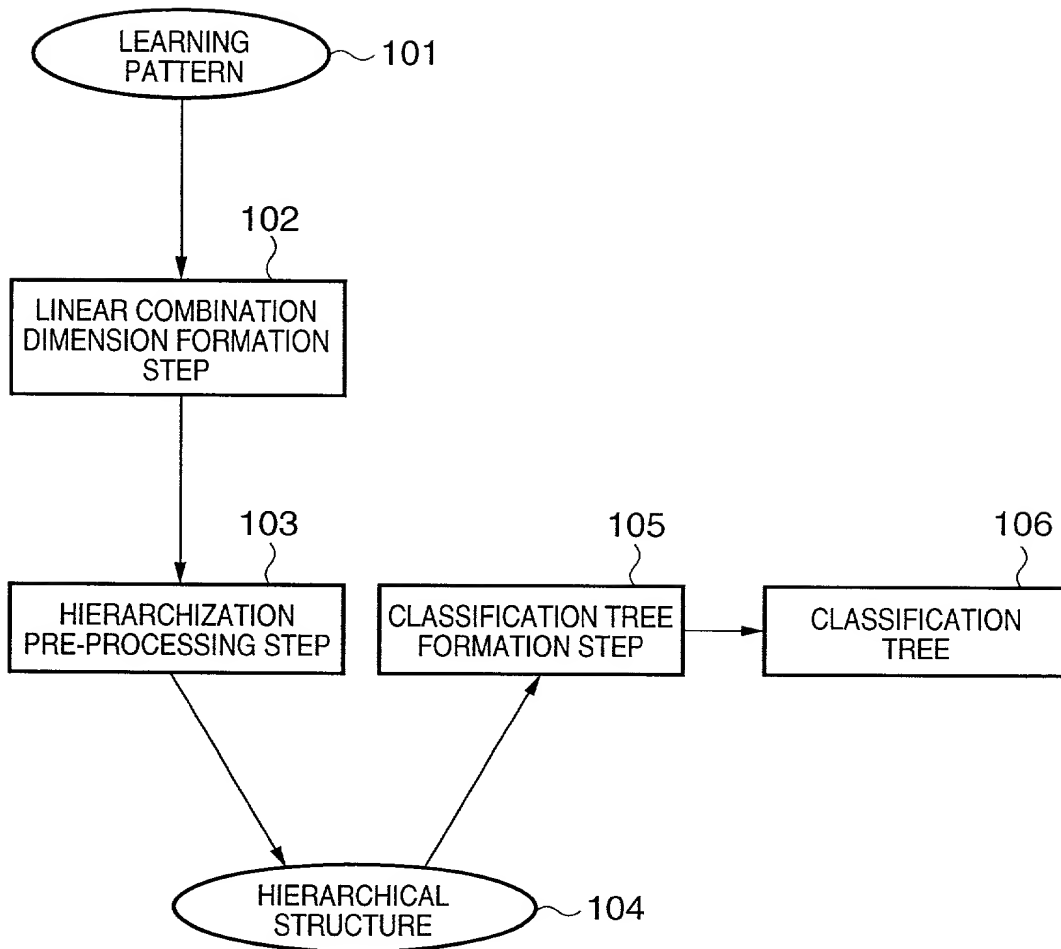 LEARNING
PATTERN
101
102
LINEAR COMBINATION
DIMENSION FORMATION
STEP
103
HIERARCHIZATION
PRE-PROCESSING STEP
105
CLASSIFICATION TREE
FORMATION STEP
106
CLASSIFICATION
TREE
HIERARCHICAL
STRUCTURE
104